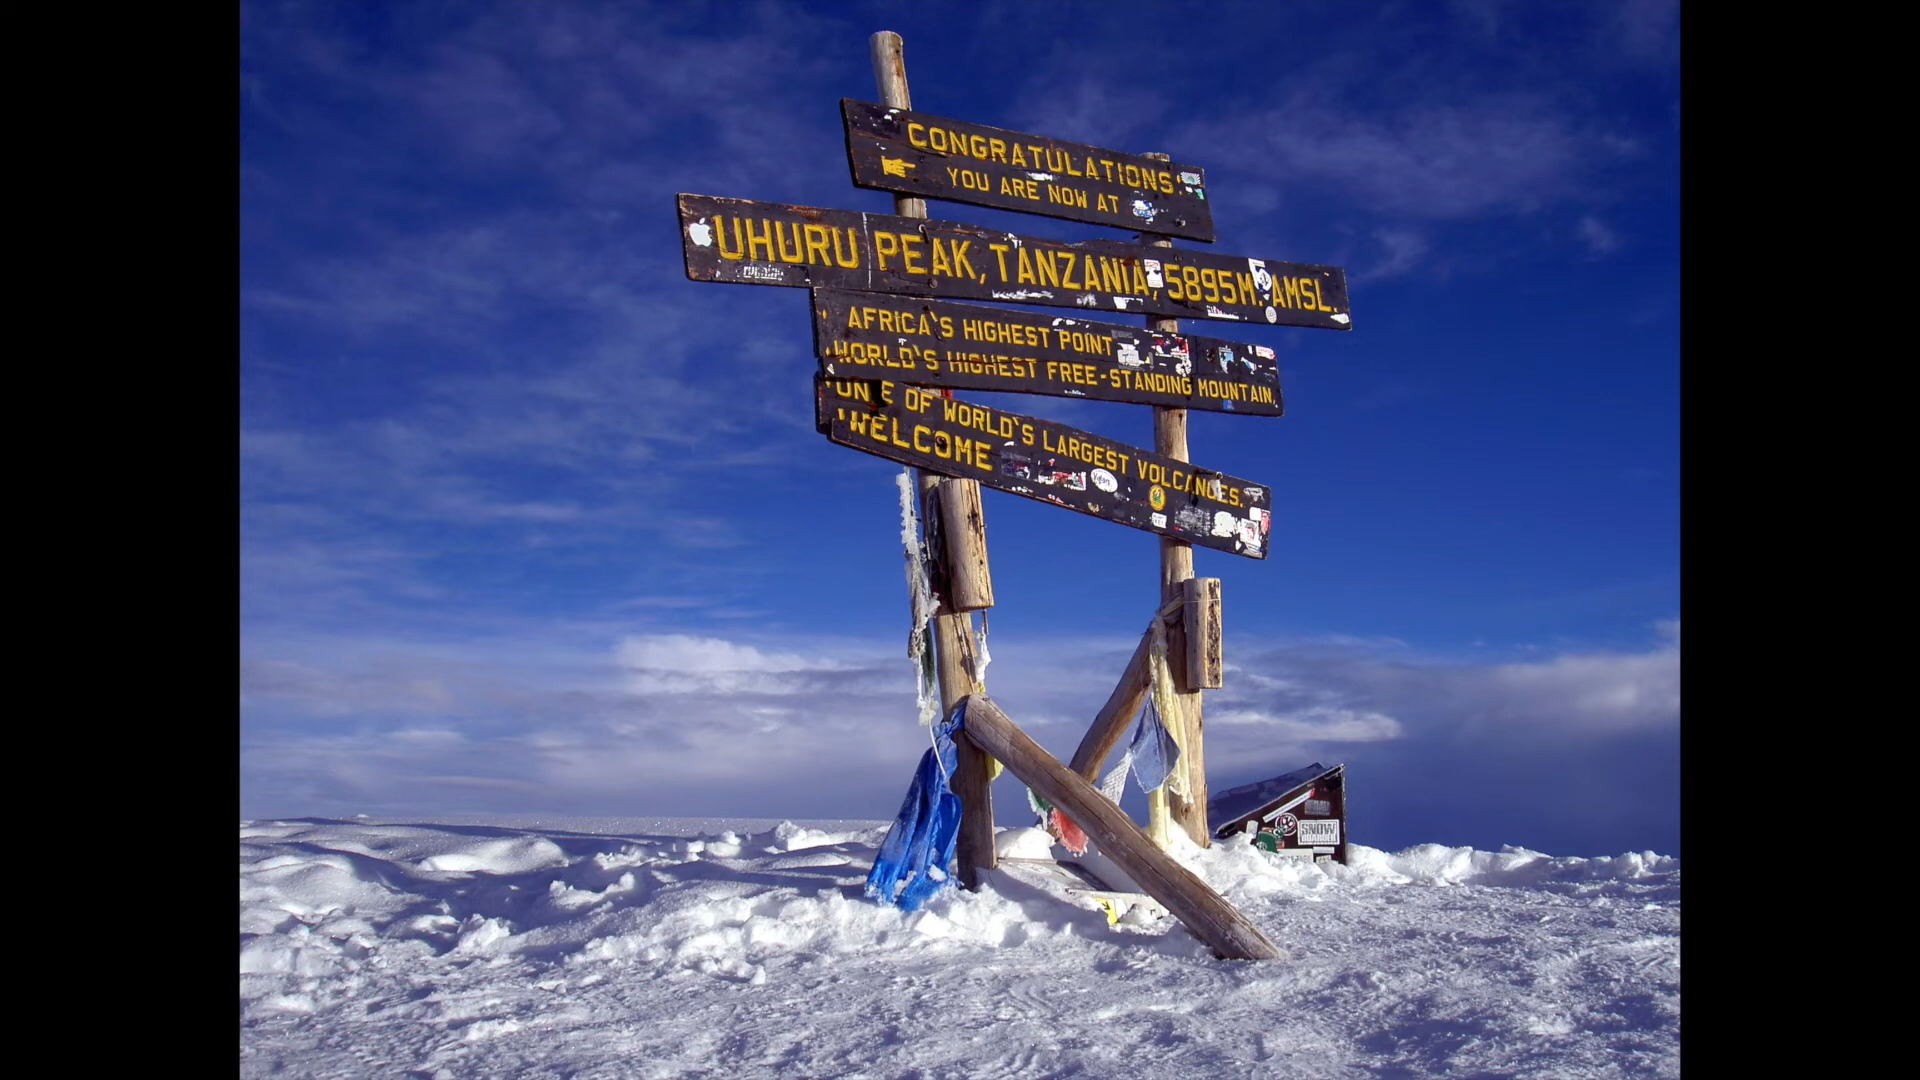 CONGRATULATIONS
YOU ARE NOW AT
UHURU PEAK, TANZANIA, 5895M. AMSL.
AFRICA'S HIGHEST POINT
WORLD'S HIGHEST FREE-STANDING MOUNTAIN.
ONE OF WORLD'S LARGEST VOLCANOES.
WELCOME
SNOW